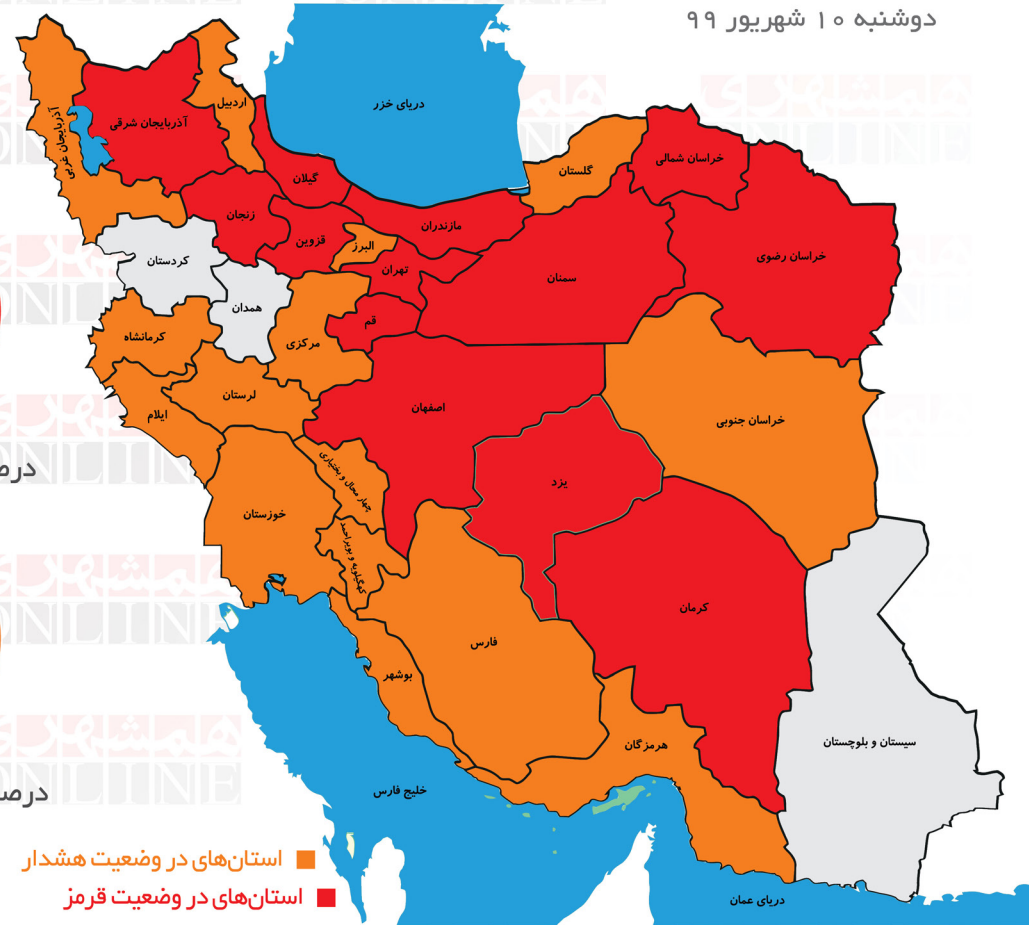 دوشنبه ۱۰ شهریور ۹۹
دریای خزر
اردبیل
آذربایجان شرقی
آذربایجان غربی
گیلان
گلستان
خراسان شمالی
زنجان
مازندران
قزوین
البرز
تهران
سمنان
خراسان رضوی
کردستان
همدان
قم
کرمانشاه
مرکزی
لرستان
ایلام
اصفهان
خراسان جنوبی
چهار محال و بختیاری
یزد
خوزستان
کهگیلویه و بویراحمد
کرمان
فارس
بوشهر
هرمزگان
سیستان و بلوچستان
خلیج فارس
دریای عمان
استان‌های در وضعیت هشدار
استان‌های در وضعیت قرمز